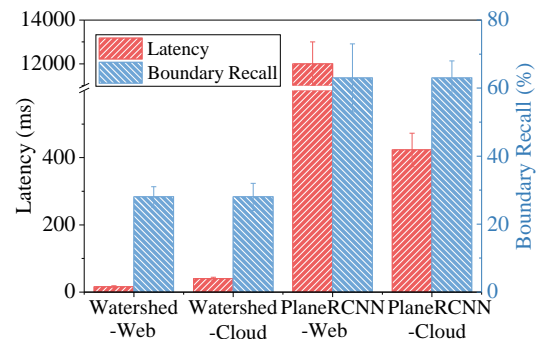 14000
12000
400
200
0
Latency (ms)
Latency
Boundary Recall
80
60
40
20
0
Boundary Recall (%)
Watershed Watershed PlaneRCNN PlaneRCNN
-Web -Cloud -Web -Cloud